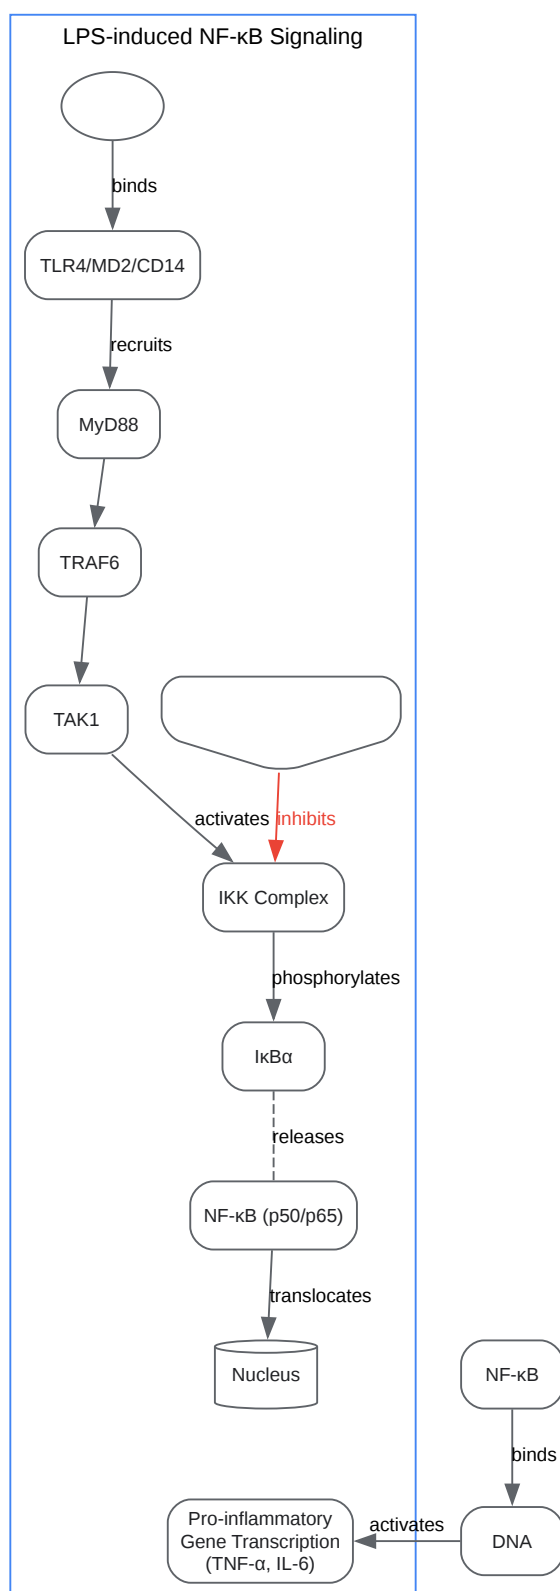 LPS-induced NF-κB Signaling
binds
TLR4/MD2/CD14
recruits
MyD88
TRAF6
TAK1
activates
inhibits
IKK Complex
phosphorylates
IκBα
releases
NF-κB (p50/p65)
translocates
Nucleus
NF-κB
binds
Pro-inflammatory
Gene Transcription
(TNF-α, IL-6)
activates
DNA